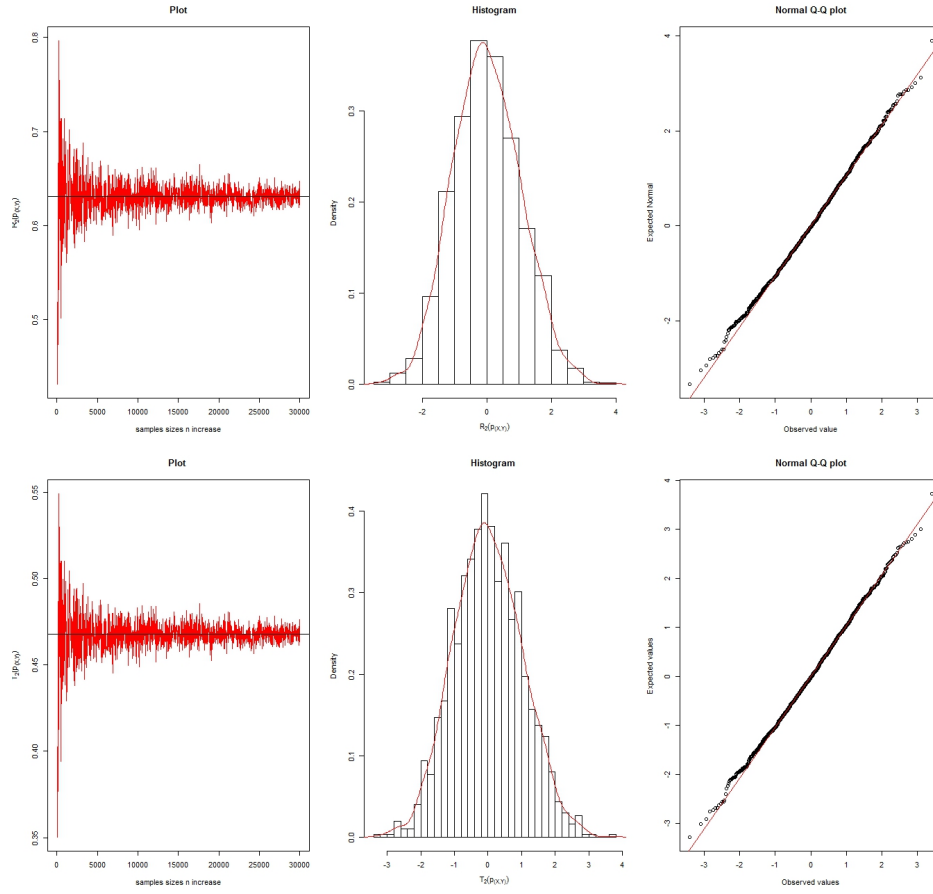 Plot
Histogram
Normal Q-Q plot
0.8
0.7
0.6
0.5
R₂(p(X,Y))
0 5000 10000 15000 20000 25000 30000
samples sizes n increase
0.3
0.2
0.1
0.0
Density
-2 0 2 4
R₂(p(X,Y))
4
2
0
-2
Expected Normal
-3 -2 -1 0 1 2 3
Observed value
Plot
Histogram
Normal Q-Q plot
0.55
0.50
0.45
0.40
0.35
T₂(p(X,Y))
0 5000 10000 15000 20000 25000 30000
samples sizes n increase
0.4
0.3
0.2
0.1
0.0
Density
-3 -2 -1 0 1 2 3 4
T₂(p(X,Y))
4
3
2
1
0
-1
-2
-3
Expected values
-3 -2 -1 0 1 2 3
Observed values